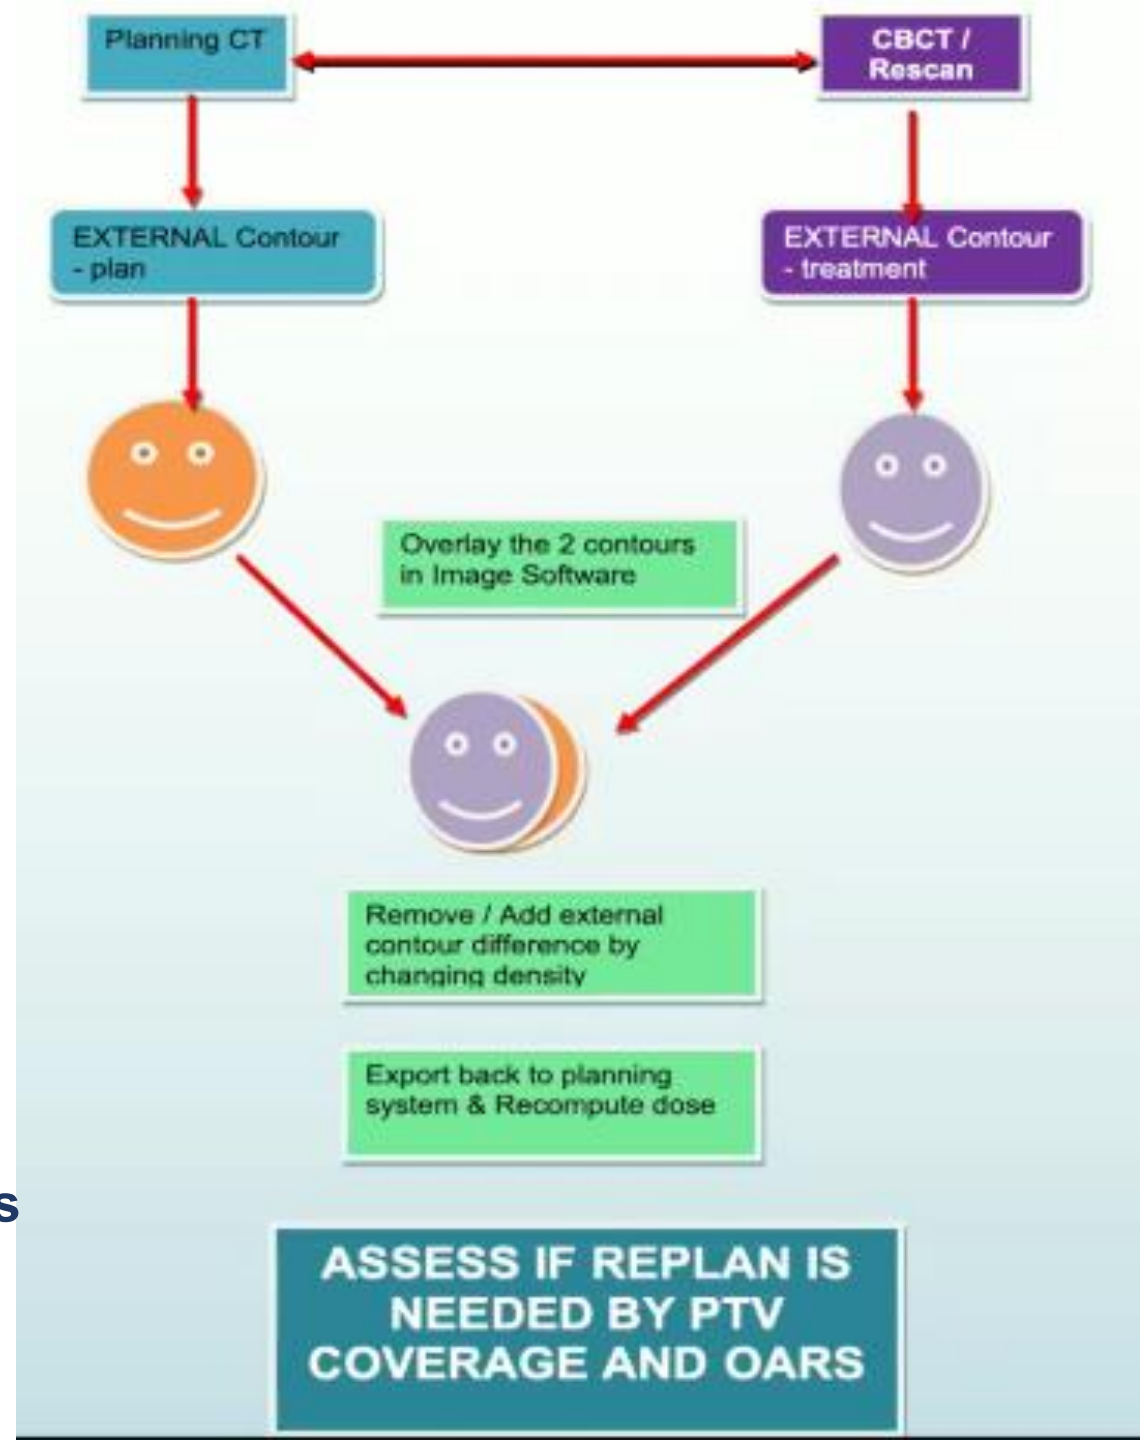 Planning CT
CBCT /
Rescan
EXTERNAL Contour
- plan
EXTERNAL Contour
- treatment
Overlay the 2 contours
in Image Software
Remove / Add external
contour difference by
changing density
Export back to planning
system & Recompute dose
s
ASSESS IF REPLAN IS
NEEDED BY PTV
COVERAGE AND OARS